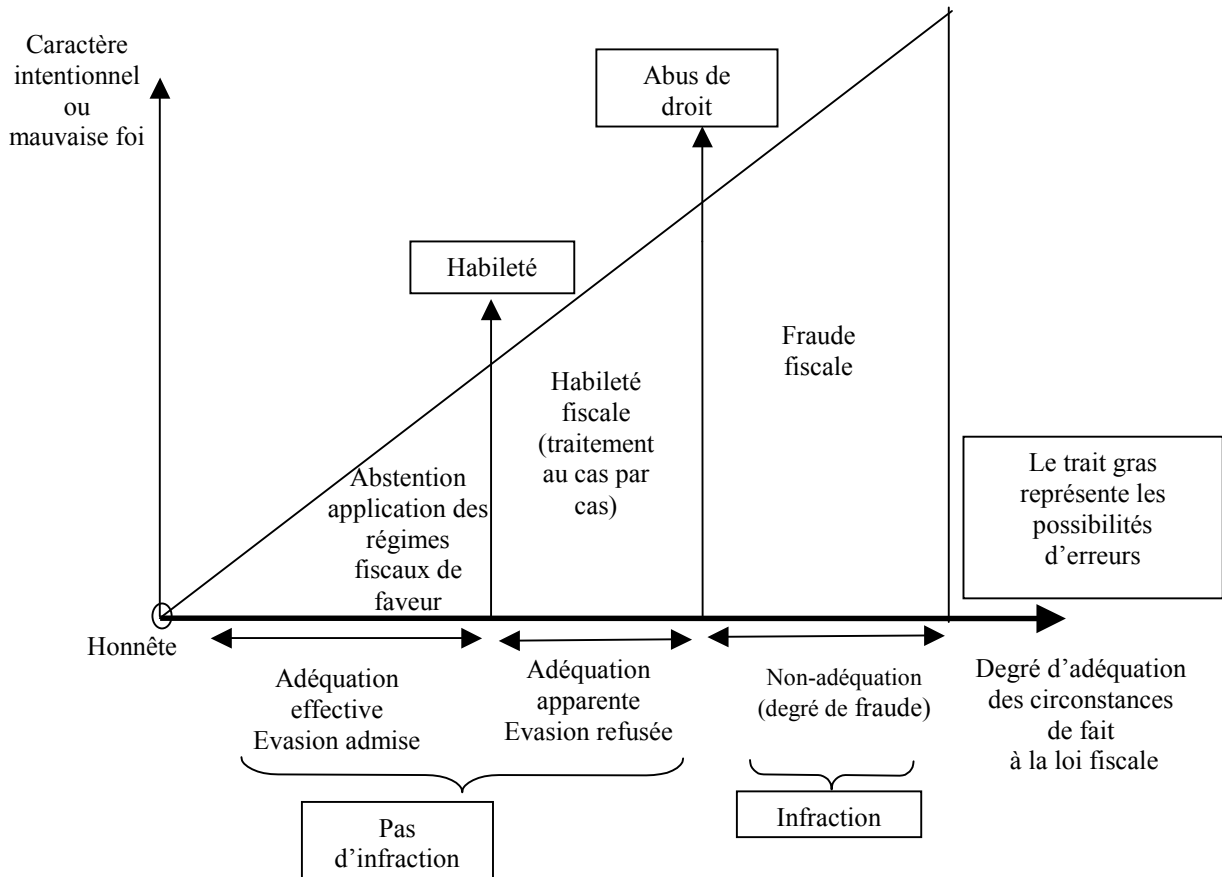 Caractère
intentionnel
ou
mauvaise foi
Abus de
droit
Habileté
Fraude
fiscale
Habileté
fiscale
(traitement
au cas par
cas)
Abstention
application des
régimes
fiscaux de
faveur
Le trait gras
représente les
possibilités
d’erreurs
Honnête
Adéquation
effective
Evasion admise
Adéquation
apparente
Evasion refusée
Non-adéquation
(degré de fraude)
Degré d’adéquation
des circonstances
de fait
à la loi fiscale
Pas
d’infraction
Infraction